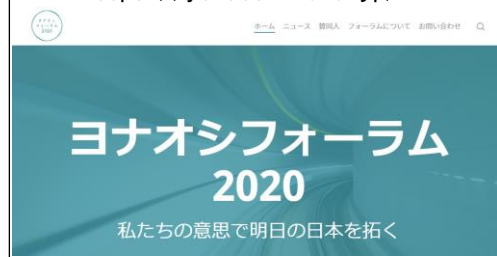 ホーム ニュース 賛同人 フォーラムについて お問い合わせ
ヨナオシフォーラム
2020
私たちの意思で明日の日本を拓く